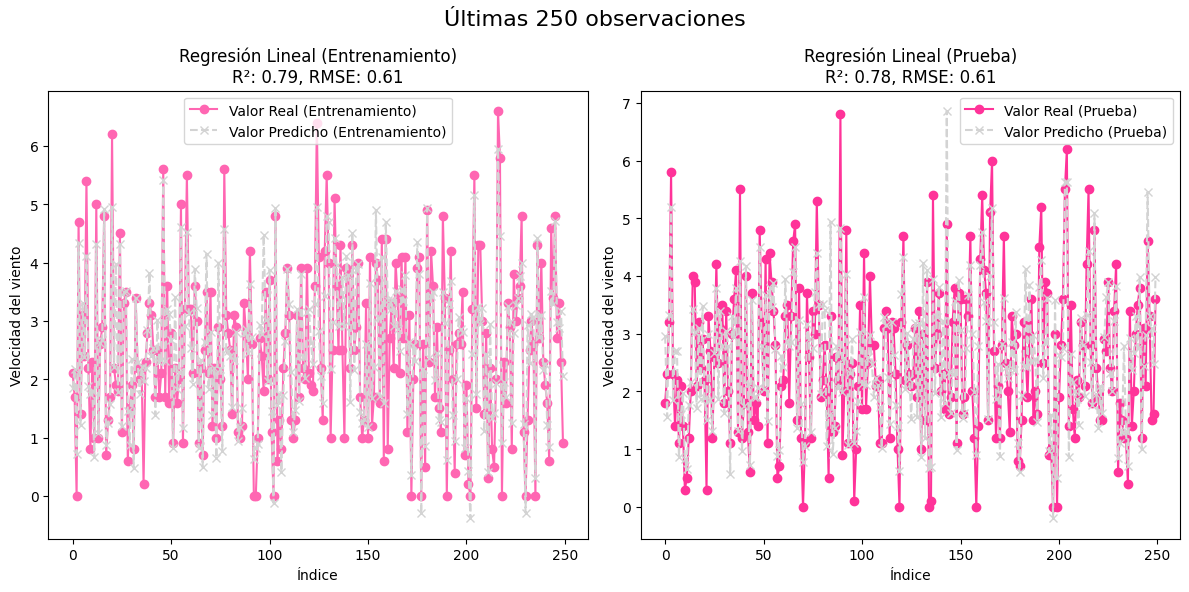 Últimas 250 observaciones
Regresión Lineal (Entrenamiento)
R²: 0.79, RMSE: 0.61
Valor Real (Entrenamiento)
Valor Predicho (Entrenamiento)
6
5
4
3
2
1
0
Velocidad del viento
0
50
100
150
200
250
Índice
Regresión Lineal (Prueba)
R²: 0.78, RMSE: 0.61
Valor Real (Prueba)
Valor Predicho (Prueba)
7
6
5
4
3
2
1
0
Velocidad del viento
0
50
100
150
200
250
Índice